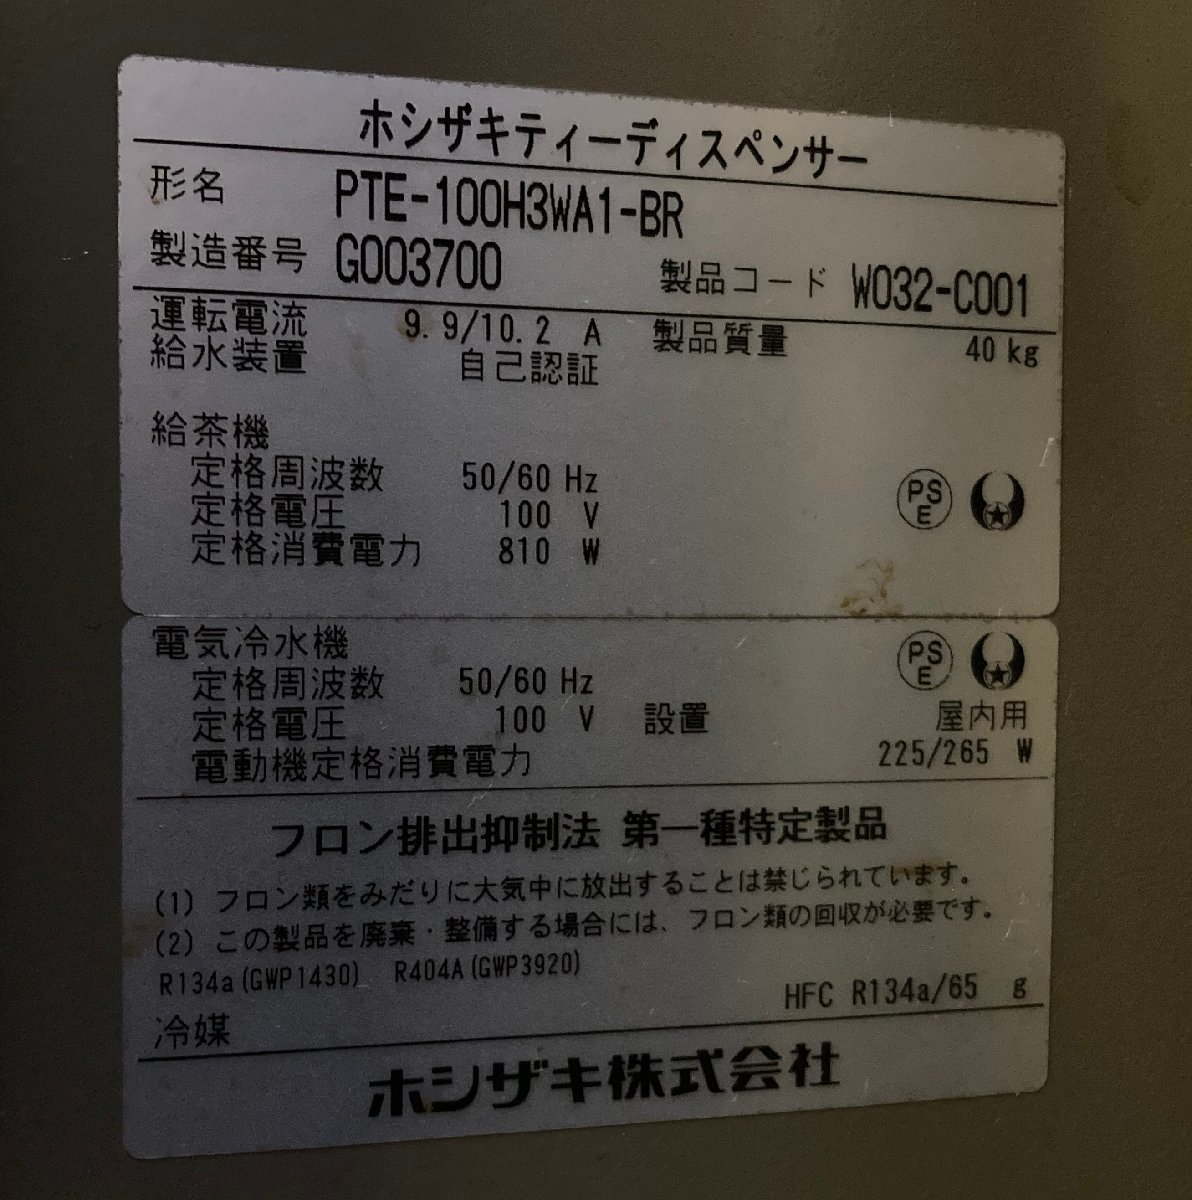 ホシザキティーディスペンサー
形名 PTE-100H3WA1-BR
製造番号 G003700 製品コード W032-C001
運転電流 9.9/10.2 A 製品質量 40 kg
給水装置 自己認証
給茶機
定格周波数 50/60 Hz
定格電圧 100 V
定格消費電力 810 W
PS
E
電気冷水機
PS
E
定格周波数 50/60 Hz
定格電圧 100 V 設置 屋内用
電動機定格消費電力 225/265 W
フロン排出抑制法 第一種特定製品
(1) フロン類をみだりに大気中に放出することは禁じられています。
(2) この製品を廃棄・整備する場合には、フロン類の回収が必要です。
R134a(GWP1430) R404A(GWP3920)
冷媒 HFC R134a/65 g
ホシザキ株式会社